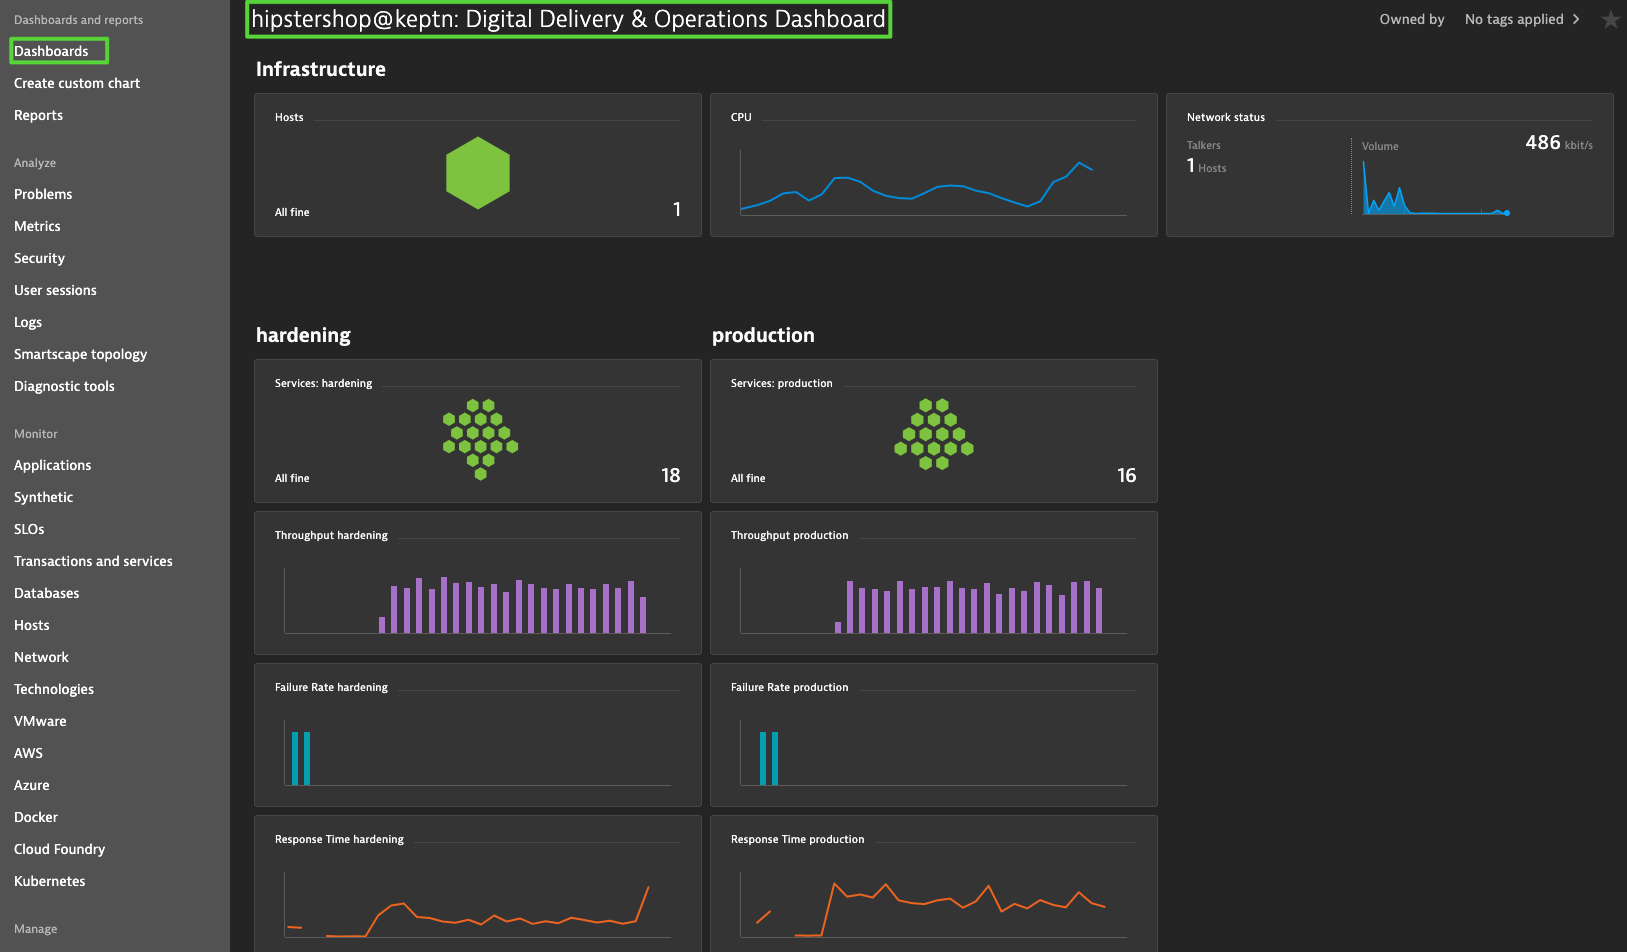 Dashboards and reports
Dashboards
Create custom chart
Reports
Analyze
Problems
Metrics
Security
User sessions
Logs
Smartscape topology
Diagnostic tools
Monitor
Applications
Synthetic
SLOs
Transactions and services
Databases
Hosts
Network
Technologies
VMware
AWS
Azure
Docker
Cloud Foundry
Kubernetes
Manage
hipstershop@keptn: Digital Delivery & Operations Dashboard
Owned by
No tags applied
Infrastructure
Hosts
All fine
1
CPU
Network status
Talkers
1 Hosts
Volume
486 kbit/s
hardening
production
Services: hardening
All fine
18
Services: production
All fine
16
Throughput hardening
Throughput production
Failure Rate hardening
Failure Rate production
Response Time hardening
Response Time production